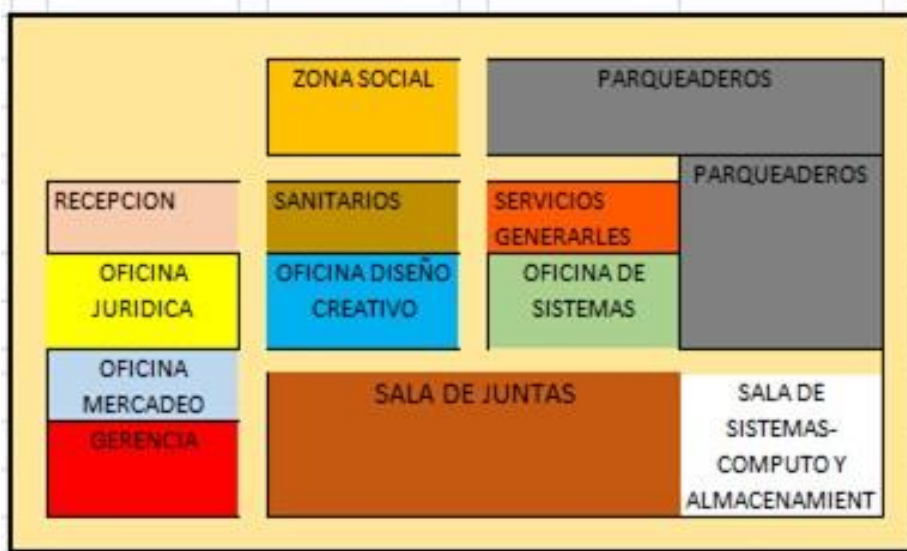 ZONA SOCIAL
PARQUEADEROS
PARQUEADEROS
RECEPCION
SANITARIOS
SERVICIOS
GENERARLES
OFICINA
JURIDICA
OFICINA DISEÑO
CREATIVO
OFICINA DE
SISTEMAS
OFICINA
MERCADEO
GERENCIA
SALA DE JUNTAS
SALA DE
SISTEMAS-
COMPUTO Y
ALMACENAMIENT